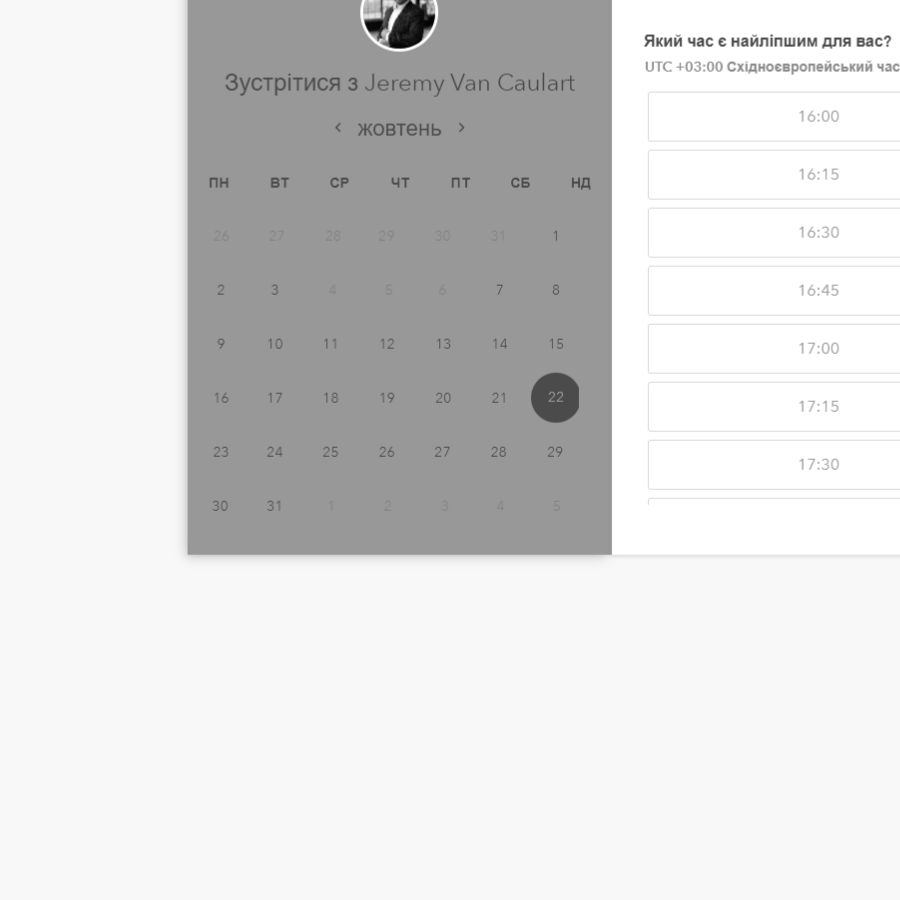 Зустрітися з Jeremy Van Caulart
жовтень
ПН ВТ СР ЧТ ПТ СБ НД
26 27 28 29 30 31 1
2 3 4 5 6 7 8
9 10 11 12 13 14 15
16 17 18 19 20 21 22
23 24 25 26 27 28 29
30 31 1 2 3 4 5
Який час є найліпшим для вас?
UTC +03:00 Східноєвропейський час
16:00
16:15
16:30
16:45
17:00
17:15
17:30